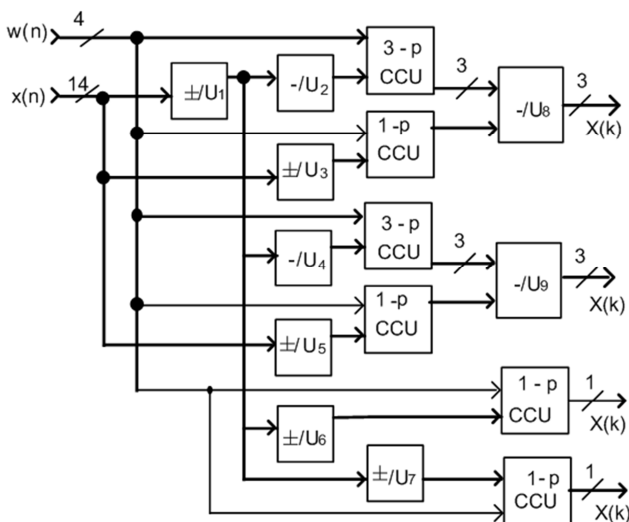 w(n) 4
3 - p
CCU
3
-/U2
3
X(k)
x(n) 14
±/U1
-/U8
1 - p
CCU
±/U3
3 - p
CCU
3
-/U4
3
X(k)
-/U9
1 - p
CCU
±/U5
1 - p
CCU
1
X(k)
±/U6
±/U7
1-p
CCU
1
X(k)